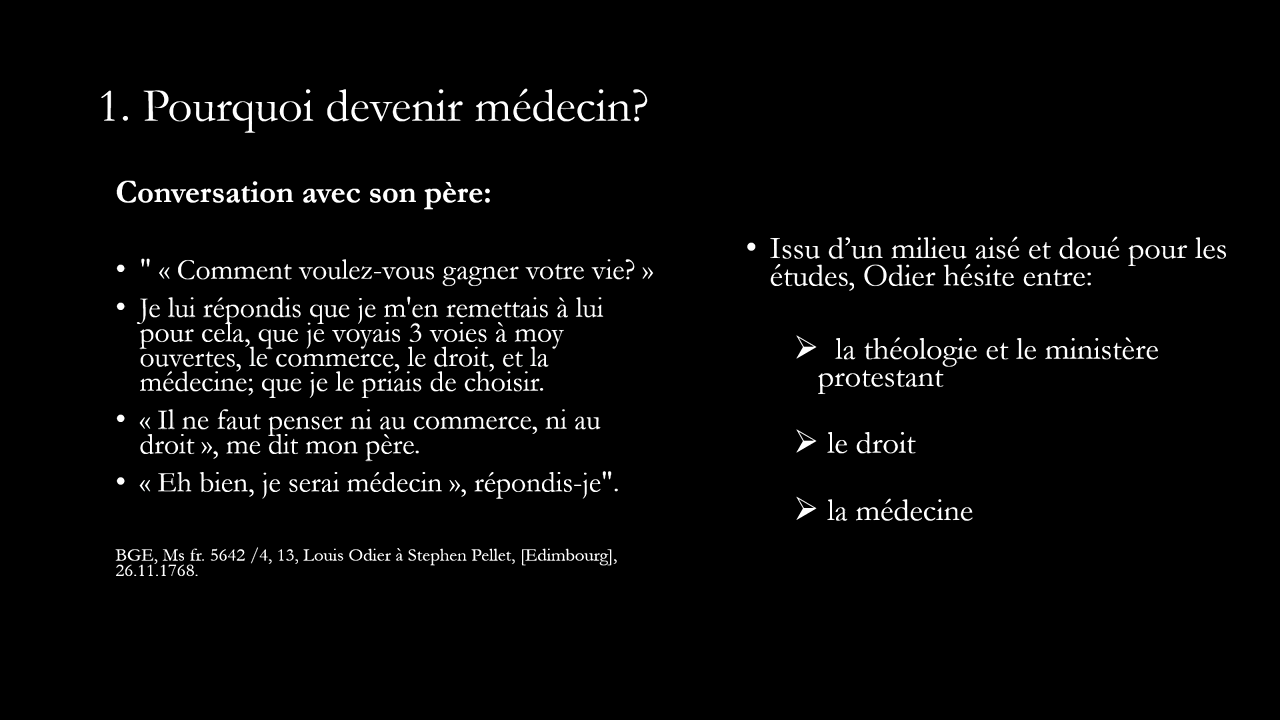 1. Pourquoi devenir médecin?
Conversation avec son père:
• " « Comment voulez-vous gagner votre vie? »
• Je lui répondis que je m'en remettais à lui
pour cela, que je voyais 3 voies à moy
ouvertes, le commerce, le droit, et la
médecine; que je le priais de choisir.
• « Il ne faut penser ni au commerce, ni au
droit », me dit mon père.
• « Eh bien, je serai médecin », répondis-je".
BGE, Ms fr. 5642 /4, 13, Louis Odier à Stephen Pellet, [Edimbourg],
26.11.1768.
• Issu d’un milieu aisé et doué pour les
études, Odier hésite entre:
➢ la théologie et le ministère
protestant
➢ le droit
➢ la médecine